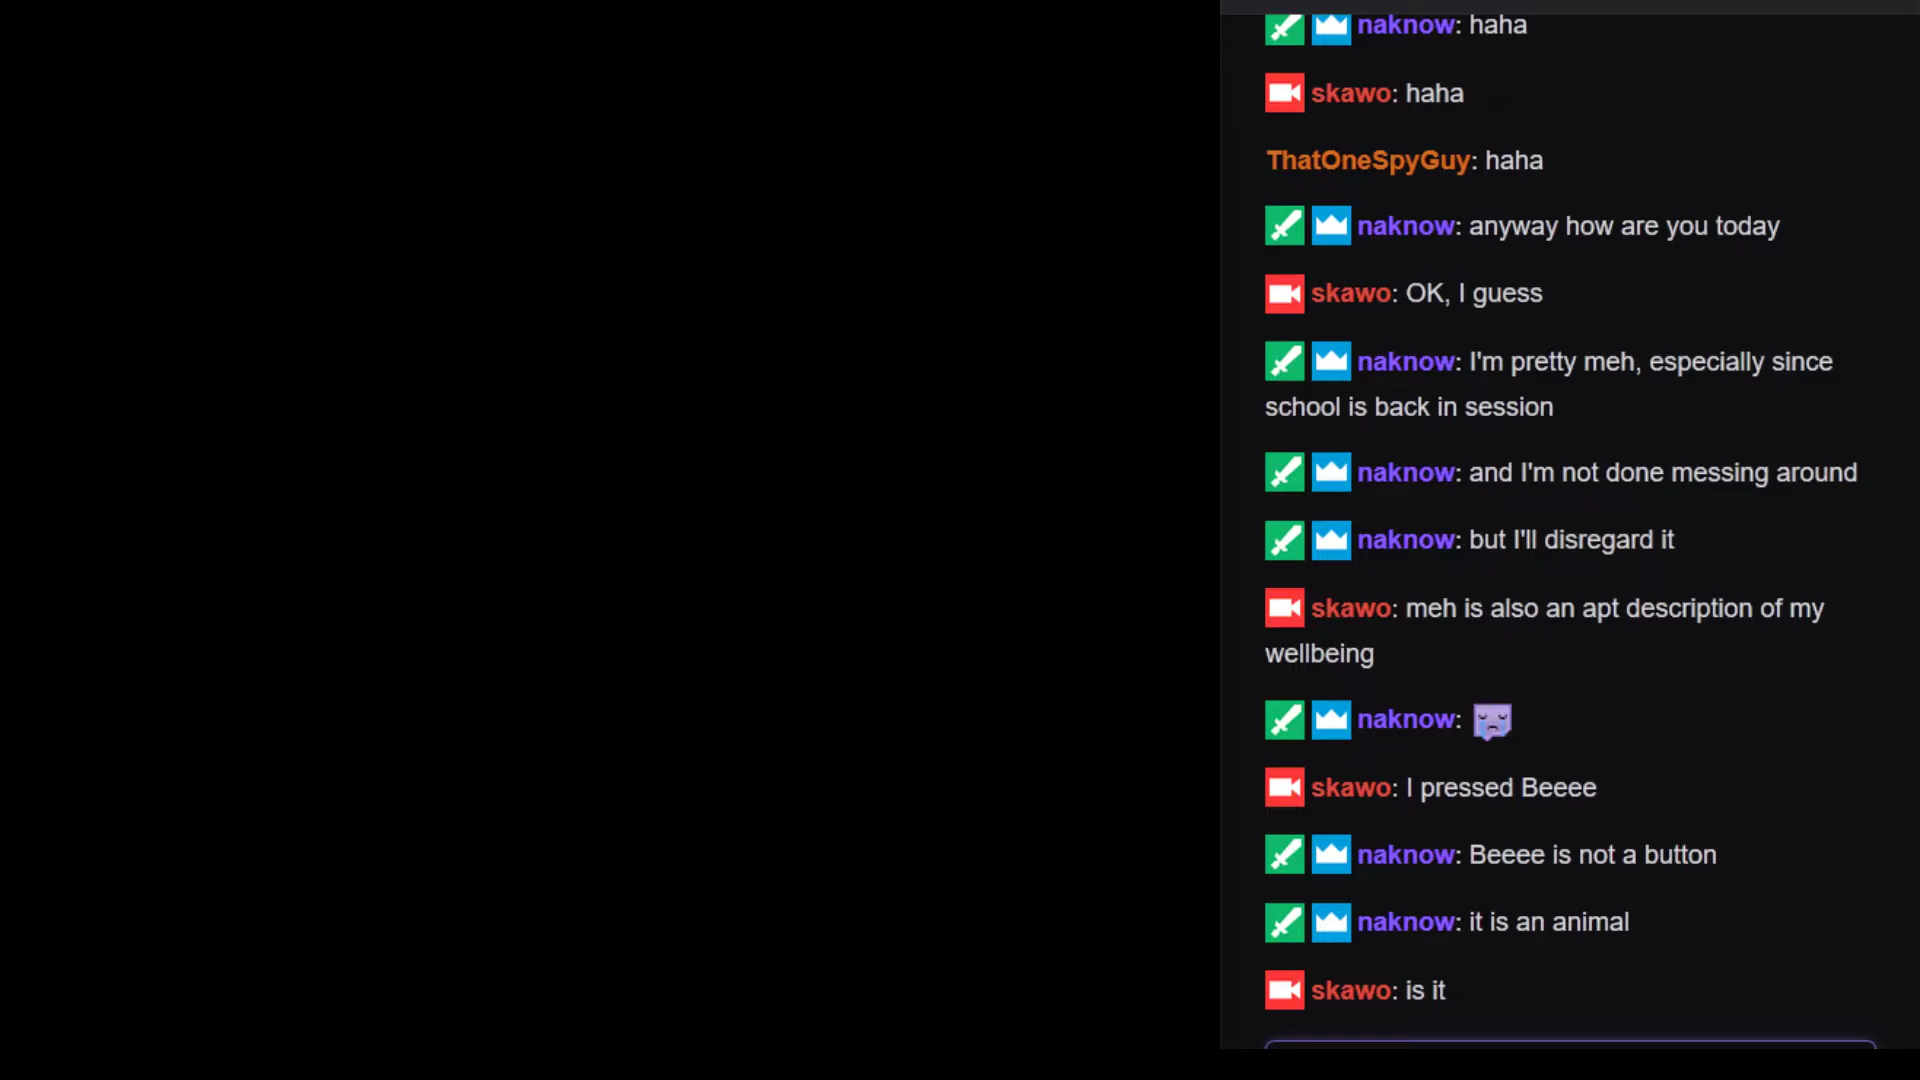 naknow: haha
skawo: haha
ThatOneSpyGuy: haha
naknow: anyway how are you today
skawo: OK, I guess
naknow: I'm pretty meh, especially since
school is back in session
naknow: and I'm not done messing around
naknow: but I'll disregard it
skawo: meh is also an apt description of my
wellbeing
naknow:
skawo: I pressed Beeee
naknow: Beeee is not a button
naknow: it is an animal
skawo: is it